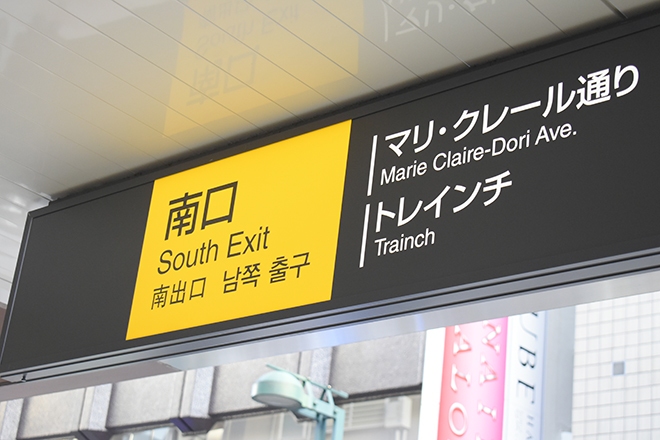 南口
South Exit
南出口 남쪽 출구
マリ・クレール通り
Marie Claire-Dori Ave.
トレインチ
Trainch